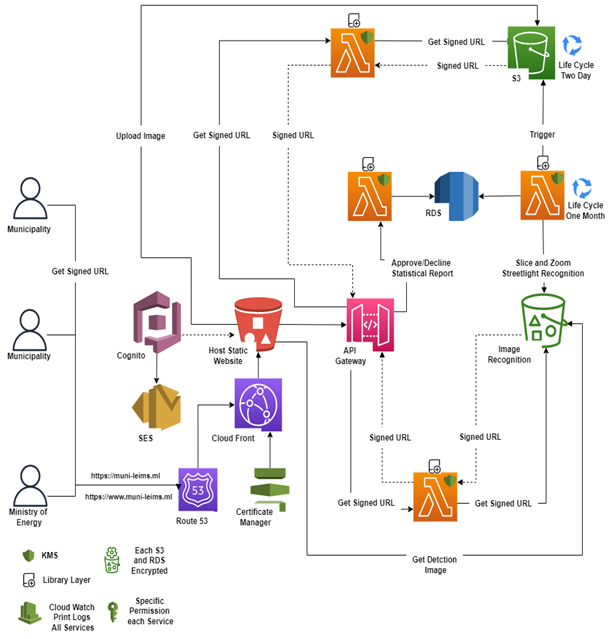 Get Signed URL
Signed URL
S3
Life Cycle
Two Day
Upload Image
Get Signed URL
Signed URL
Trigger
RDS
Life Cycle
One Month
Municipality
Get Signed URL
Approve/Decline
Statistical Report
Slice and Zoom
Streetlight Recognition
Municipality
Cognito
Host Static
Website
API
Gateway
Image
Recognition
SES
Cloud Front
Signed URL
Signed URL
https://muni-leims.ml
https://www.muni-leims.ml
53
Ministry of
Energy
Route 53
Certificate
Manager
Get Signed URL
Get Signed URL
KMS
Each S3
and RDS
Encrypted
Get Detction
Image
Library Layer
Cloud Watch
Print Logs
All Services
Specific
Permission
each Service